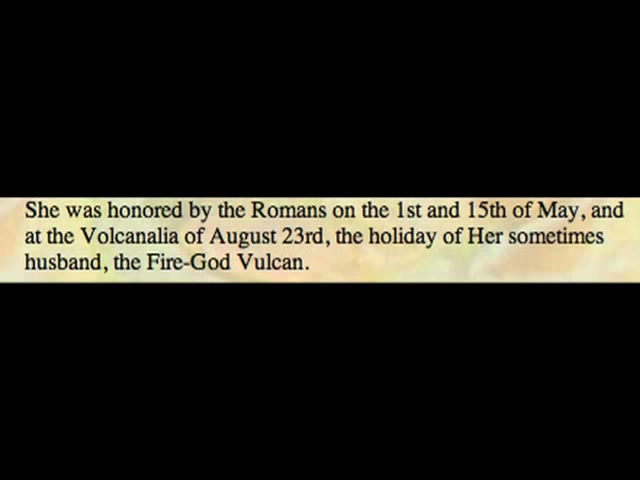 She was honored by the Romans on the 1st and 15th of May, and
at the Volcanalia of August 23rd, the holiday of Her sometimes
husband, the Fire-God Vulcan.